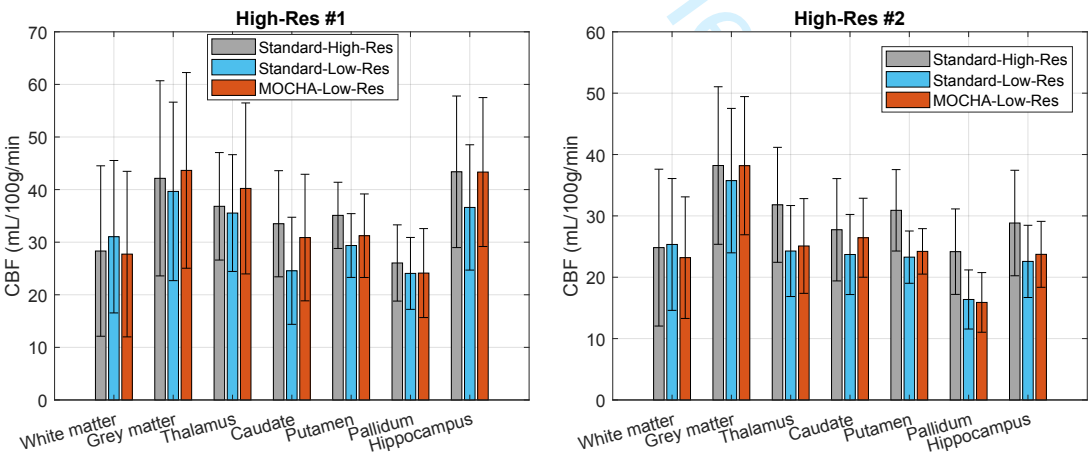 High-Res #1
70
60
50
40
30
20
10
0
CBF (mL/100g/min
Standard-High-Res
Standard-Low-Res
MOCHA-Low-Res
White matter
Grey matter
Thalamus
Caudate
Putamen
Pallidum
Hippocampus
High-Res #2
60
50
40
30
20
10
0
CBF (mL/100g/min
Standard-High-Res
Standard-Low-Res
MOCHA-Low-Res
White matter
Grey matter
Thalamus
Caudate
Putamen
Pallidum
Hippocampus